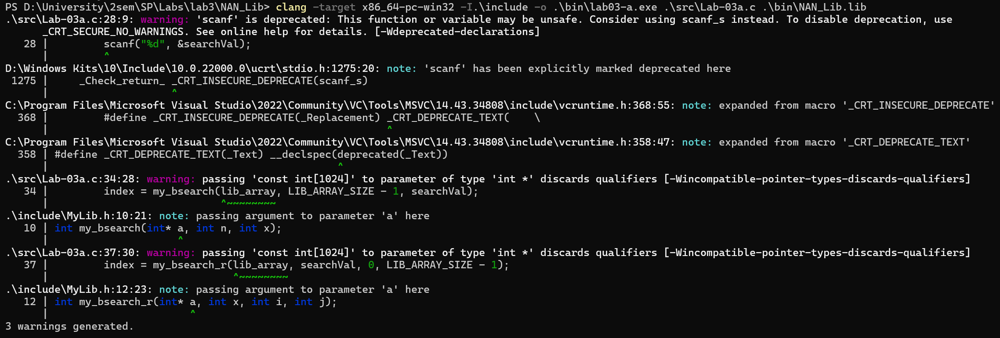 PS D:\University\2sem\SP\Labs\lab3\NAN_Lib> clang -target x86_64-pc-win32 -I.\include -o .\bin\lab03-a.exe .\src\Lab-03a.c .\bin\NAN_Lib.lib
.\src\Lab-03a.c:28:9: warning: 'scanf' is deprecated: This function or variable may be unsafe. Consider using scanf_s instead. To disable deprecation, use
      _CRT_SECURE_NO_WARNINGS. See online help for details. [-Wdeprecated-declarations]
   28 |         scanf("%d", &searchVal);
      |         ^
D:\Windows Kits\10\Include\10.0.22000.0\ucrt\stdio.h:1275:20: note: 'scanf' has been explicitly marked deprecated here
 1275 |     _Check_return_ _CRT_INSECURE_DEPRECATE(scanf_s)
      |                    ^
C:\Program Files\Microsoft Visual Studio\2022\Community\VC\Tools\MSVC\14.43.34808\include\vcruntime.h:368:55: note: expanded from macro '_CRT_INSECURE_DEPRECATE'
  368 |         #define _CRT_INSECURE_DEPRECATE(_Replacement) _CRT_DEPRECATE_TEXT(    \
      |                                                       ^
C:\Program Files\Microsoft Visual Studio\2022\Community\VC\Tools\MSVC\14.43.34808\include\vcruntime.h:358:47: note: expanded from macro '_CRT_DEPRECATE_TEXT'
  358 | #define _CRT_DEPRECATE_TEXT(_Text) __declspec(deprecated(_Text))
      |                                               ^
.\src\Lab-03a.c:34:28: warning: passing 'const int[1024]' to parameter of type 'int *' discards qualifiers [-Wincompatible-pointer-types-discards-qualifiers]
   34 |         index = my_bsearch(lib_array, LIB_ARRAY_SIZE - 1, searchVal);
      |                            ^~~~~~~~~
.\include\MyLib.h:10:21: note: passing argument to parameter 'a' here
   10 | int my_bsearch(int* a, int n, int x);
      |                     ^
.\src\Lab-03a.c:37:30: warning: passing 'const int[1024]' to parameter of type 'int *' discards qualifiers [-Wincompatible-pointer-types-discards-qualifiers]
   37 |         index = my_bsearch_r(lib_array, searchVal, 0, LIB_ARRAY_SIZE - 1);
      |                              ^~~~~~~~~
.\include\MyLib.h:12:23: note: passing argument to parameter 'a' here
   12 | int my_bsearch_r(int* a, int x, int i, int j);
      |                       ^
3 warnings generated.